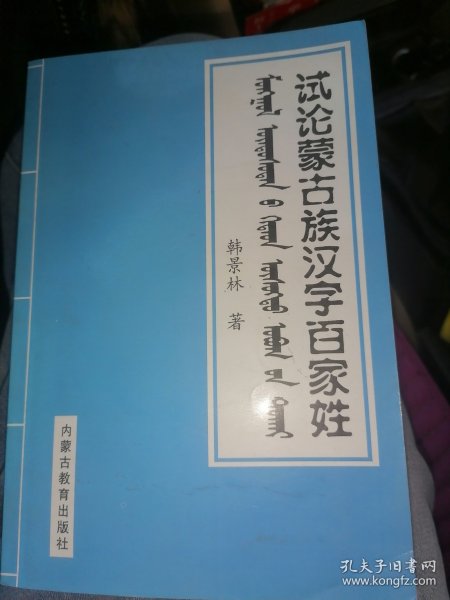 试论蒙古族汉字百家姓
韩景林 著
内蒙古教育出版社
孔夫子旧书网
www.kongfz.com